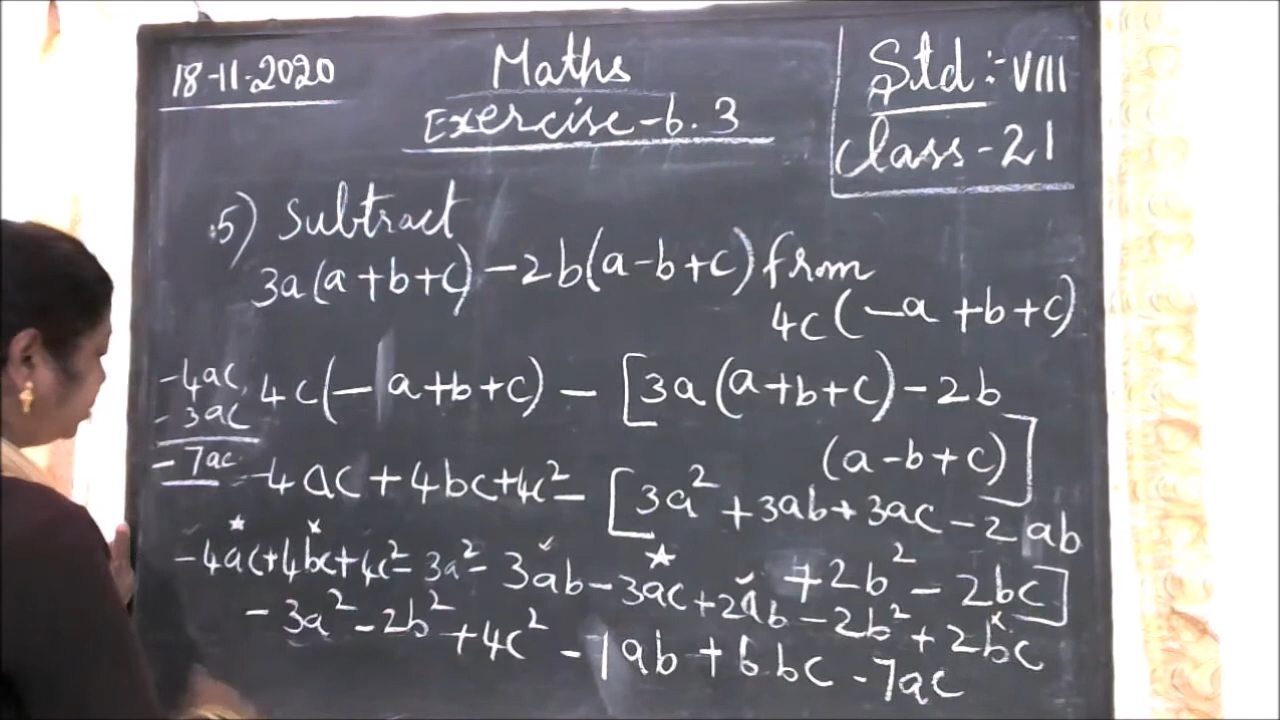 18-11-2020
Maths
Exercise-6.3
Std:-VIII
Class-21
5) Subtract
3a(a+b+c)-2b(a-b+c) from
4c(-a+b+c)
-4ac
-3ac
-7ac
4c(-a+b+c)-[3a(a+b+c)-2b
(a-b+c)]
-4ac+4bc+4c²-[3a²+3ab+3ac-2ab
+2b²-2bc]
-4ac+4bc+4c²-3a²-3ab-3ac+2ab-2b²+2bc
-3a²-2b²+4c²-1ab+6bc-7ac